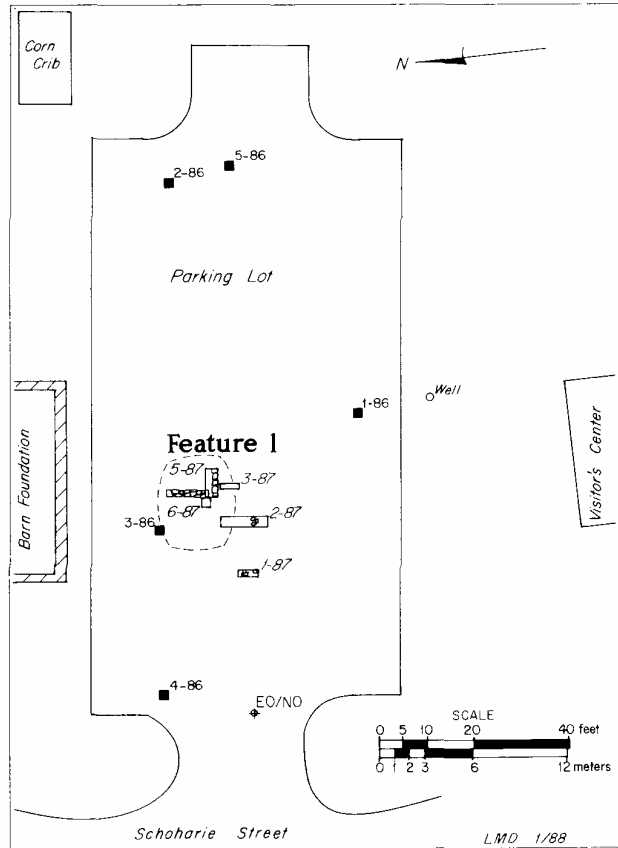 Corn
Crib
N
5-86
2-86
Parking Lot
Well
1-86
Feature 1
5-87
3-87
6-87
2-87
3-86
1-87
Barn Foundation
Visitor's Center
4-86
EO/NO
SCALE
0 5 10 20 40 feet
0 1 2 3 6 12 meters
Schoharie Street
LMD 1/88